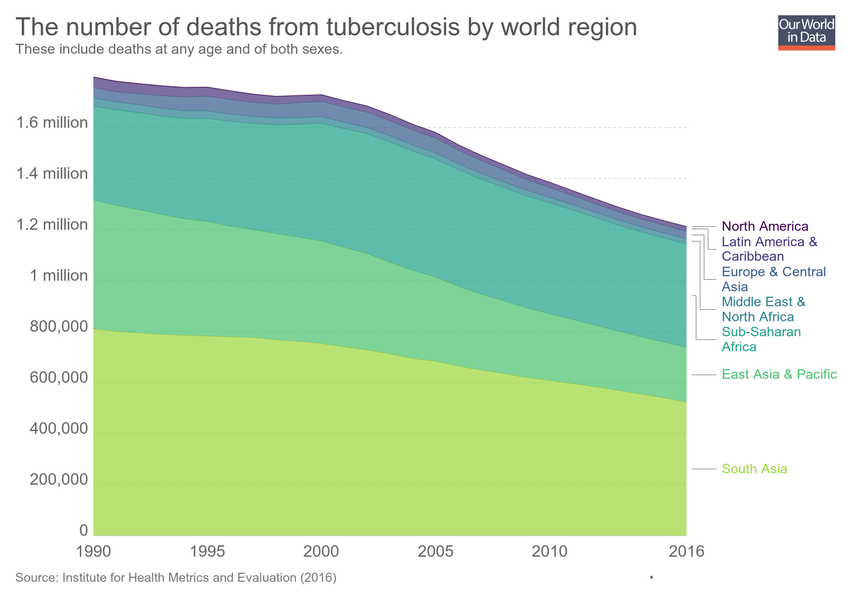 The number of deaths from tuberculosis by world region
These include deaths at any age and of both sexes.
Our World
in Data
1.6 million
1.4 million
1.2 million
1 million
800,000
600,000
400,000
200,000
0
1990
1995
2000
2005
2010
2016
North America
Latin America &
Caribbean
Europe & Central
Asia
Middle East &
North Africa
Sub-Saharan
Africa
East Asia & Pacific
South Asia
Source: Institute for Health Metrics and Evaluation (2016)
•